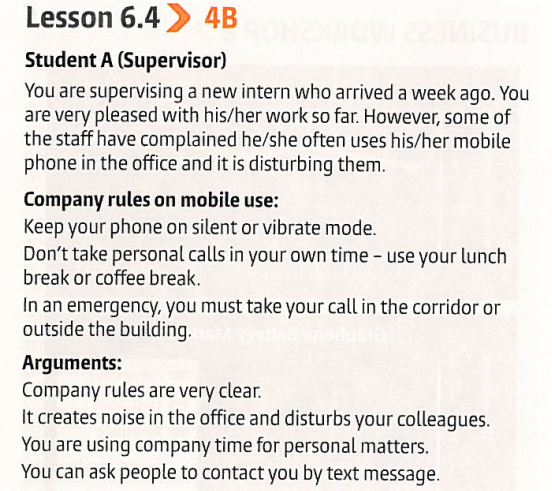 Lesson 6.4 > 4B
Student A (Supervisor)
You are supervising a new intern who arrived a week ago. You
are very pleased with his/her work so far. However, some of
the staff have complained he/she often uses his/her mobile
phone in the office and it is disturbing them.
Company rules on mobile use:
Keep your phone on silent or vibrate mode.
Don't take personal calls in your own time – use your lunch
break or coffee break.
In an emergency, you must take your call in the corridor or
outside the building.
Arguments:
Company rules are very clear.
It creates noise in the office and disturbs your colleagues.
You are using company time for personal matters.
You can ask people to contact you by text message.